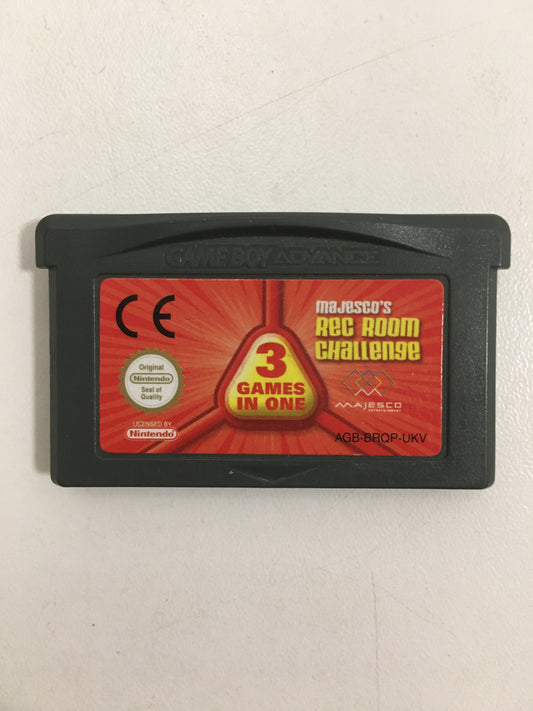 GAME BOY ADVANCE
CE
MAJESCO'S
REC ROOM
CHALLENGE
3
GAMES
IN ONE
Original
Nintendo
Seal of
Quality
MAJESCO
ENTERTAINMENT
LICENSED BY
Nintendo
AGB-BRQP-UKV